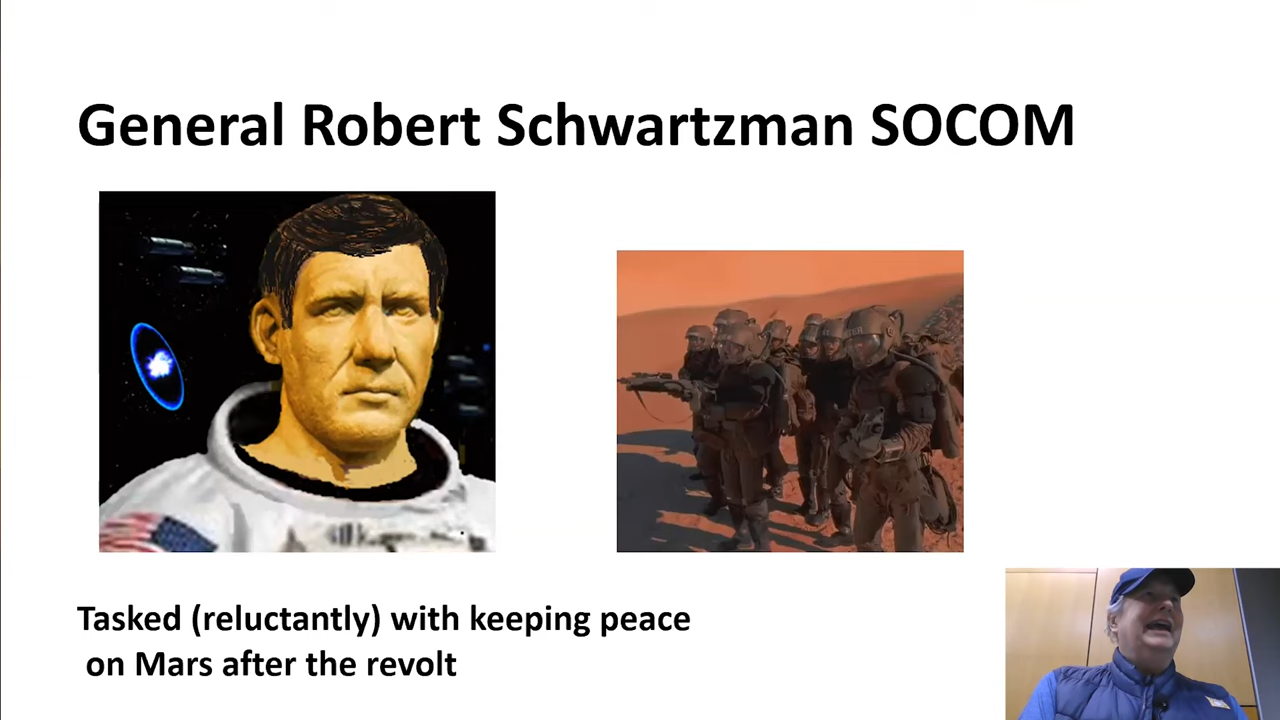 General Robert Schwartzman SOCOM
Tasked (reluctantly) with keeping peace
on Mars after the revolt